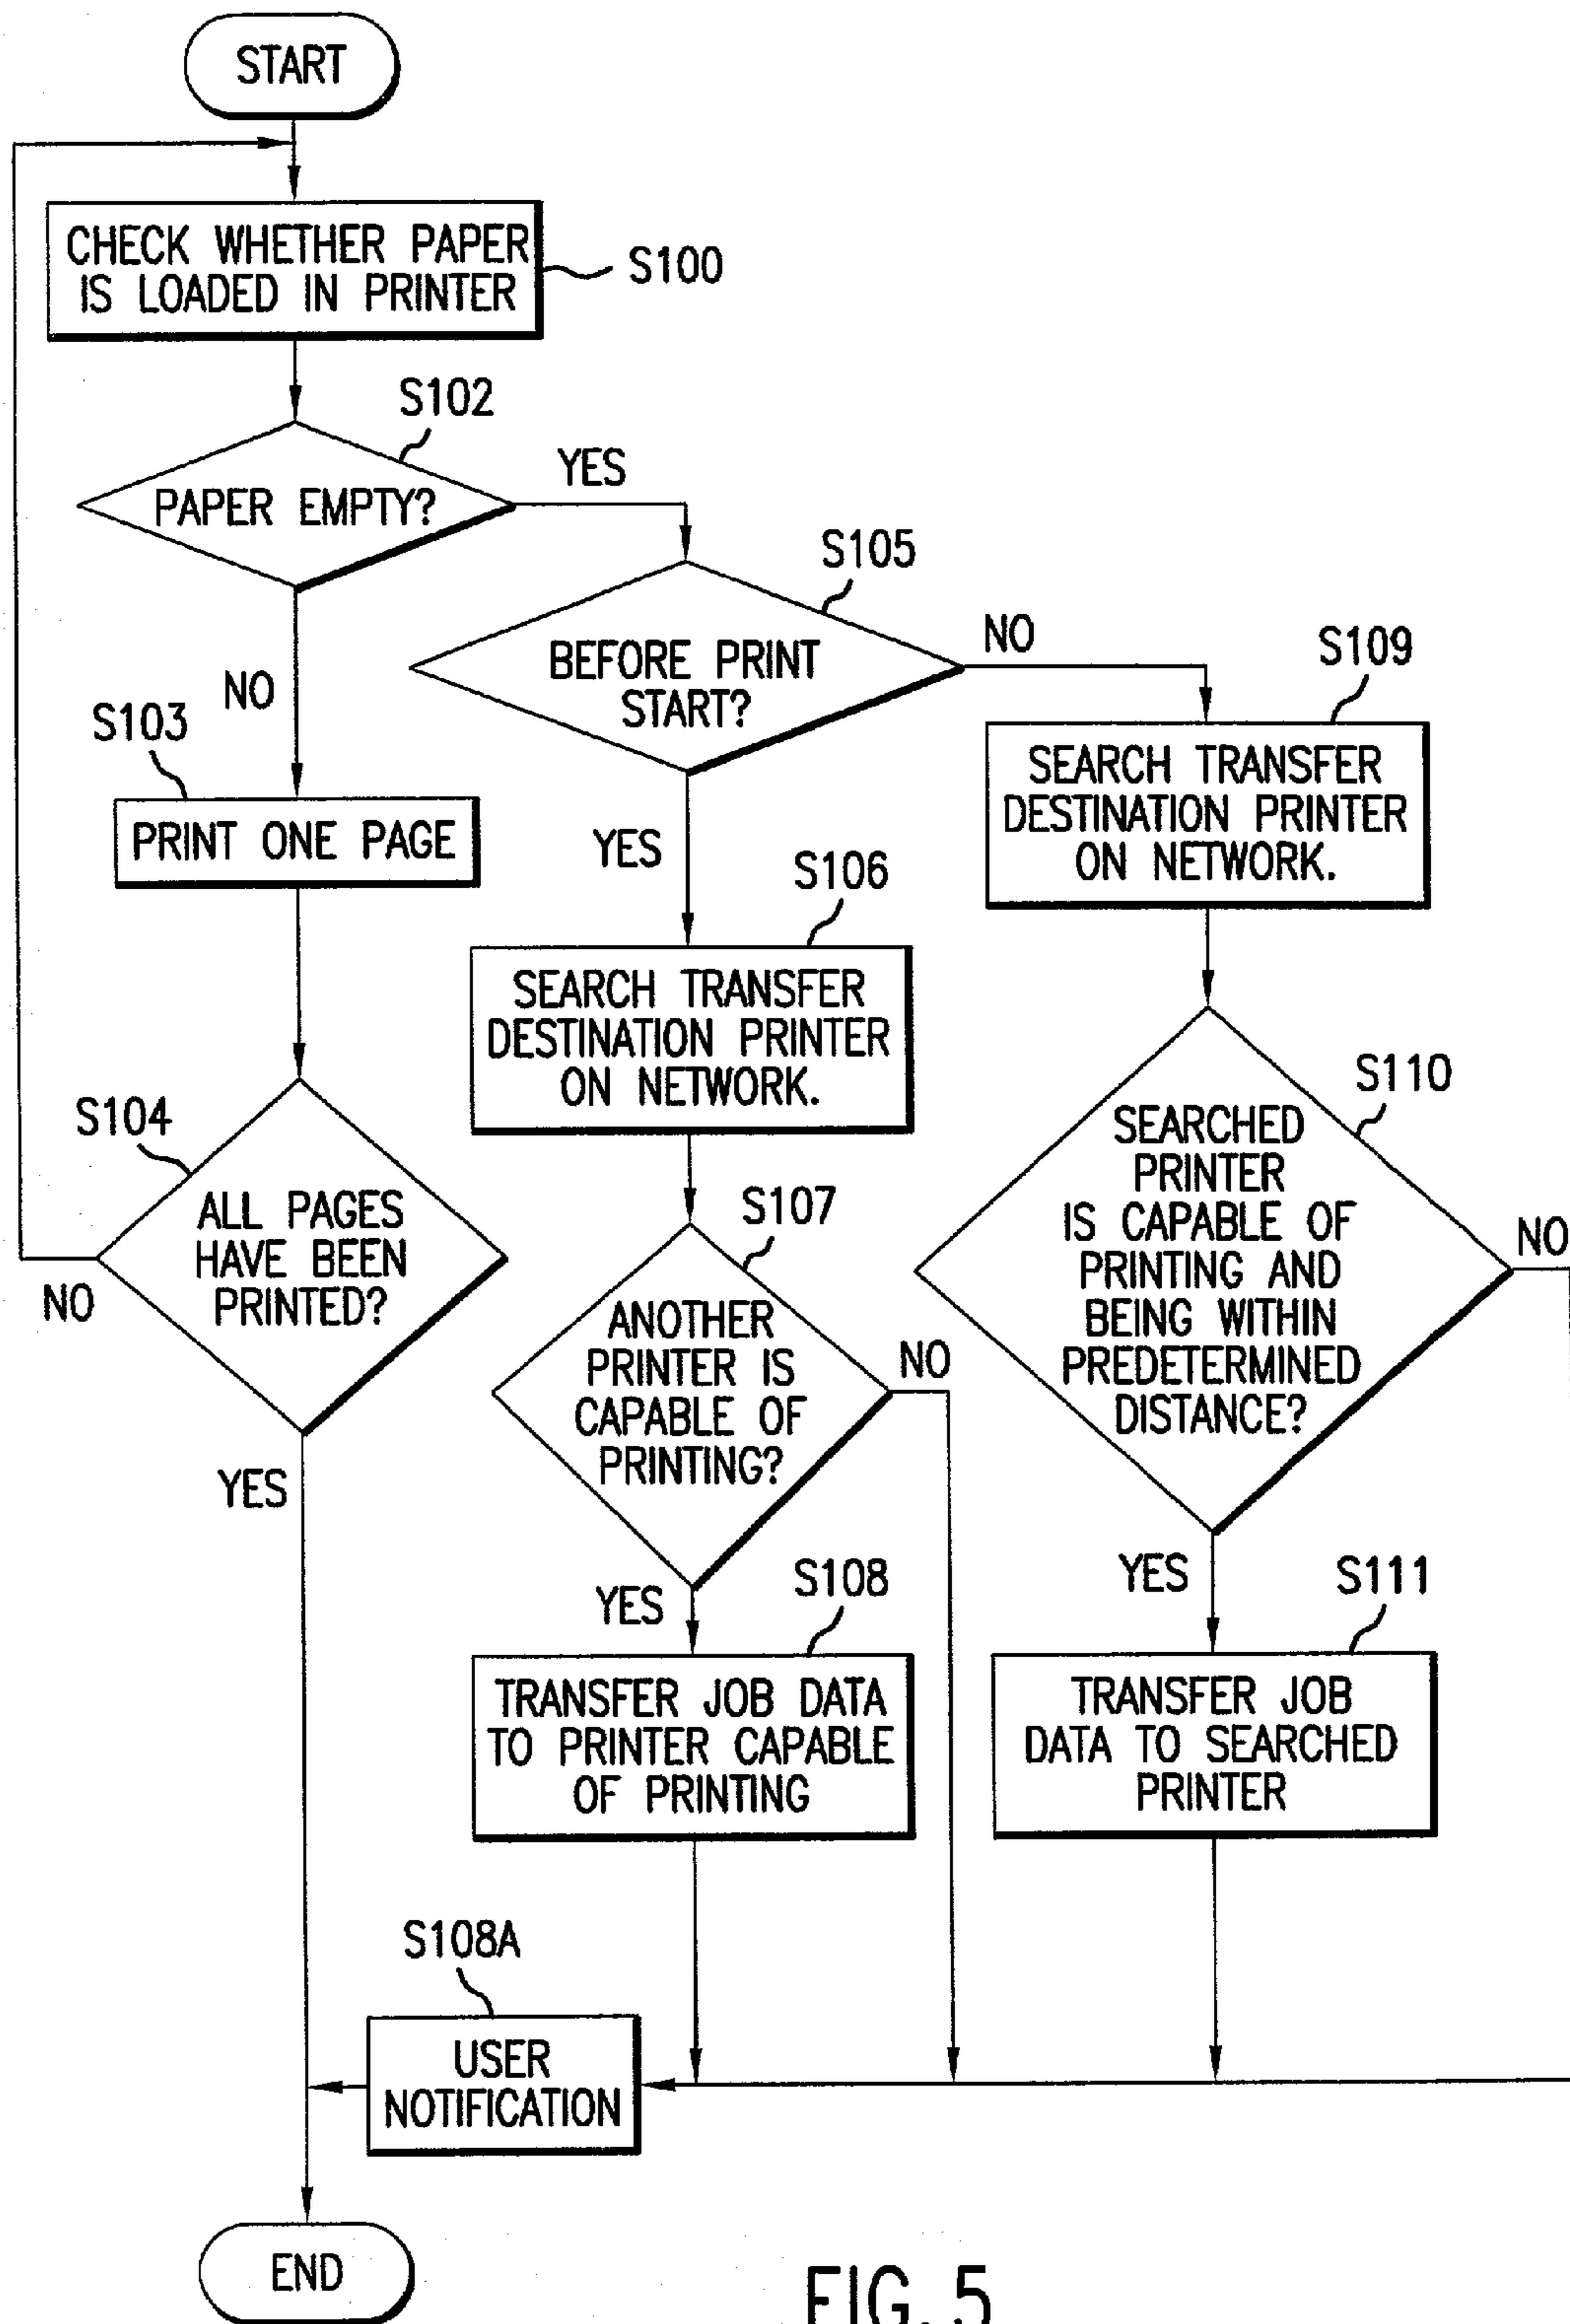 START
CHECK WHETHER PAPER
IS LOADED IN PRINTER
S100
S102
PAPER EMPTY?
YES
NO
S105
BEFORE PRINT
START?
NO
YES
S103
PRINT ONE PAGE
S104
ALL PAGES
HAVE BEEN
PRINTED?
NO
YES
S106
SEARCH TRANSFER
DESTINATION PRINTER
ON NETWORK.
S107
ANOTHER
PRINTER IS
CAPABLE OF
PRINTING?
NO
YES
S108
TRANSFER JOB DATA
TO PRINTER CAPABLE
OF PRINTING
S109
SEARCH TRANSFER
DESTINATION PRINTER
ON NETWORK.
S110
SEARCHED
PRINTER
IS CAPABLE OF
PRINTING AND
BEING WITHIN
PREDETERMINED
DISTANCE?
NO
YES
S111
TRANSFER JOB
DATA TO SEARCHED
PRINTER
S108A
USER
NOTIFICATION
END
FIG. 5